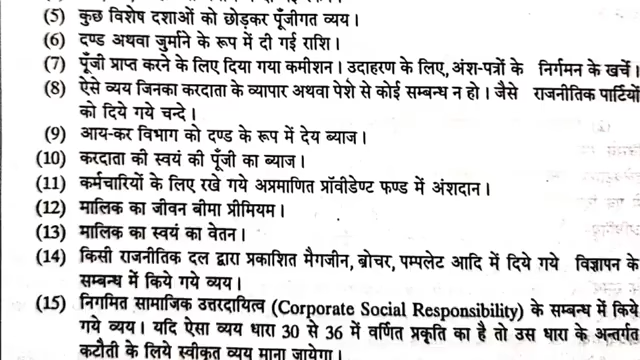 (5) कुछ विशेष दशाओं को छोड़कर पूँजीगत व्यय।
(6) दण्ड अथवा जुर्माने के रूप में दी गई राशि।
(7) पूँजी प्राप्त करने के लिए दिया गया कमीशन। उदाहरण के लिए, अंश-पत्रों के निर्गमन के खर्चे।
(8) ऐसे व्यय जिनका करदाता के व्यापार अथवा पेशे से कोई सम्बन्ध न हो। जैसे राजनीतिक पार्टियों
को दिये गये चन्दे।
(9) आय-कर विभाग को दण्ड के रूप में देय ब्याज।
(10) करदाता की स्वयं की पूँजी का ब्याज।
(11) कर्मचारियों के लिए रखे गये अप्रमाणित प्रॉवीडेण्ट फण्ड में अंशदान।
(12) मालिक का जीवन बीमा प्रीमियम।
(13) मालिक का स्वयं का वेतन।
(14) किसी राजनीतिक दल द्वारा प्रकाशित मैगजीन, ब्रोचर, पम्पलेट आदि में दिये गये विज्ञापन के
सम्बन्ध में किये गये व्यय।
(15) निगमित सामाजिक उत्तरदायित्व (Corporate Social Responsibility) के सम्बन्ध में किये
गये व्यय। यदि ऐसा व्यय धारा 30 से 36 में वर्णित प्रकृति का है तो उस धारा के अन्तर्गत
कटौती के लिये स्वीकृत व्यय माना जायेगा।